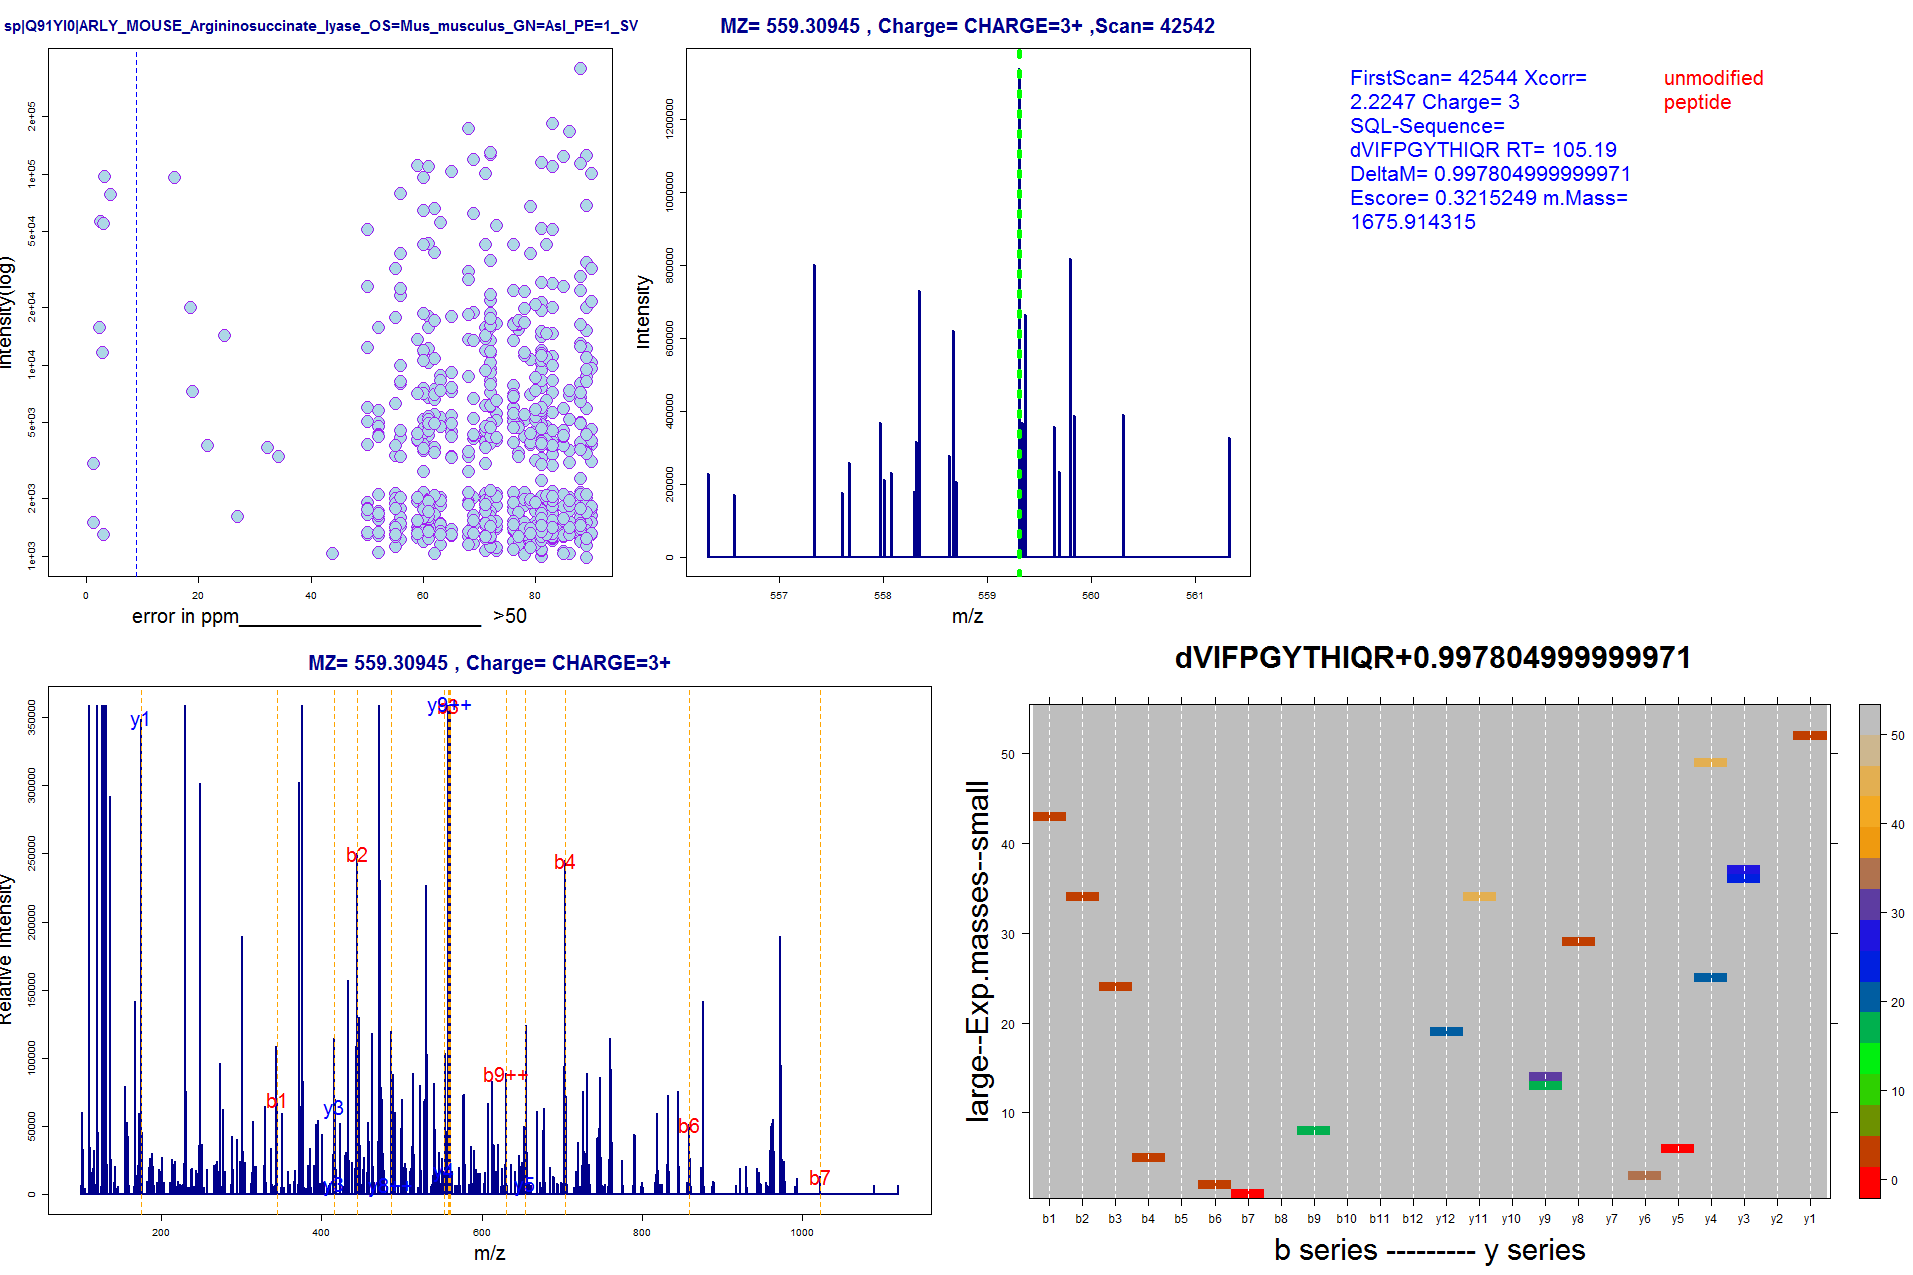 sp|Q91YI0|ARLY_MOUSE_Argininosuccinate_lyase_OS=Mus_musculus_GN=Asl_PE=1_SV
Intensity(log)
1e+03 2e+03 5e+03 1e+04 2e+04 5e+04 1e+05 2e+05
0 20 40 60 80
error in ppm______________________ >50
MZ= 559.30945 , Charge= CHARGE=3+ ,Scan= 42542
Intensity
0 200000 400000 600000 800000 1000000 1200000
557 558 559 560 561
m/z
FirstScan= 42544 Xcorr=
2.2247 Charge= 3
SQL-Sequence=
dVIFPGYTHIQR RT= 105.19
DeltaM= 0.997804999999971
Escore= 0.3215249 m.Mass=
1675.914315
unmodified
peptide
MZ= 559.30945 , Charge= CHARGE=3+
Relative Intensity
0 50000 100000 150000 200000 250000 300000 350000
y1
y9++
b3
b2
b4
b9++
b1
y3
b6
b7
y5
200 400 600 800 1000
m/z
dVIFPGYTHIQR+0.997804999999971
large--Exp.masses--small
10 20 30 40 50
b1 b2 b3 b4 b5 b6 b7 b8 b9 b10 b11 b12 y12 y11 y10 y9 y8 y7 y6 y5 y4 y3 y2 y1
b series --------- y series
0 10 20 30 40 50